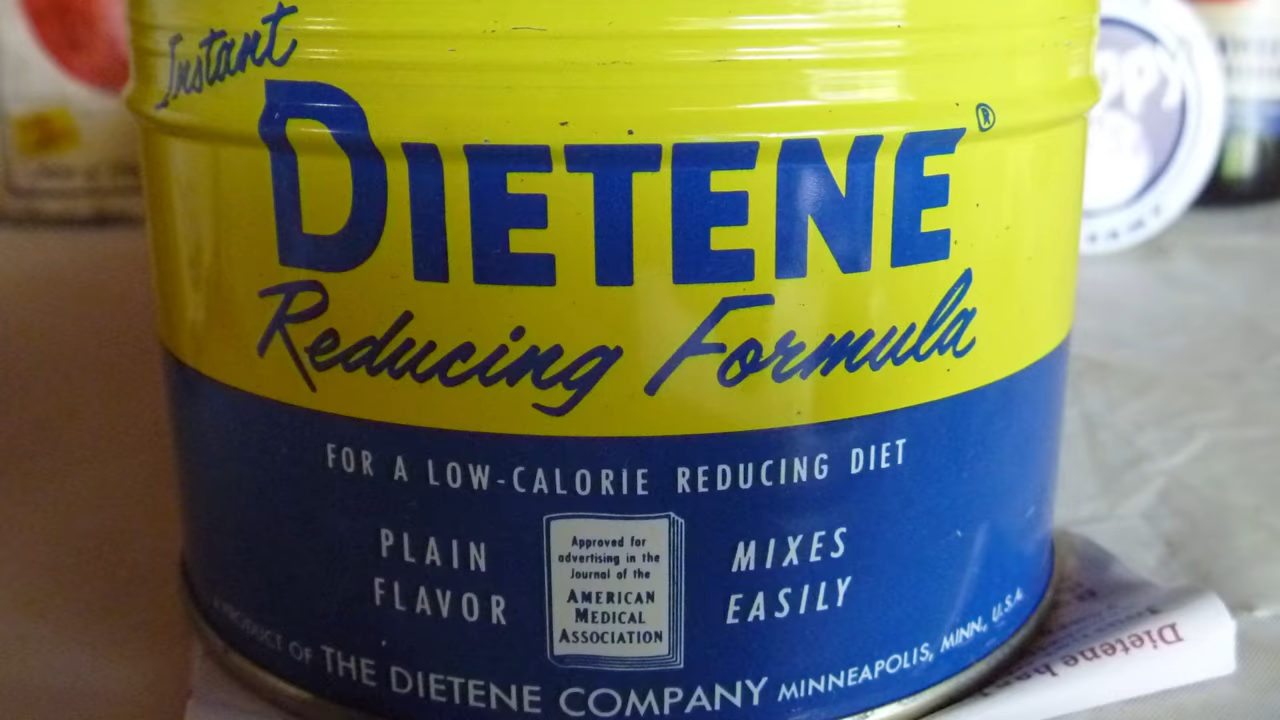 Instant
DIETENE®
Reducing Formula
FOR A LOW-CALORIE REDUCING DIET
PLAIN
FLAVOR
Approved for
advertising in the
Journal of the
AMERICAN
MEDICAL
ASSOCIATION
MIXES
EASILY
A PRODUCT OF THE DIETENE COMPANY MINNEAPOLIS, MINN., U.S.A.
Dietene